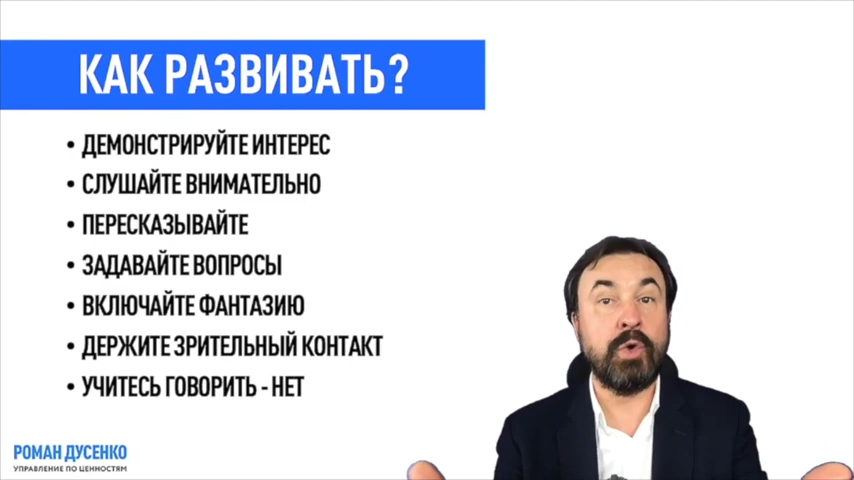 КАК РАЗВИВАТЬ?
• ДЕМОНСТРИРУЙТЕ ИНТЕРЕС
• СЛУШАЙТЕ ВНИМАТЕЛЬНО
• ПЕРЕСКАЗЫВАЙТЕ
• ЗАДАВАЙТЕ ВОПРОСЫ
• ВКЛЮЧАЙТЕ ФАНТАЗИЮ
• ДЕРЖИТЕ ЗРИТЕЛЬНЫЙ КОНТАКТ
• УЧИТЕСЬ ГОВОРИТЬ - НЕТ
РОМАН ДУСЕНКО
УПРАВЛЕНИЕ ПО ЦЕННОСТЯМ